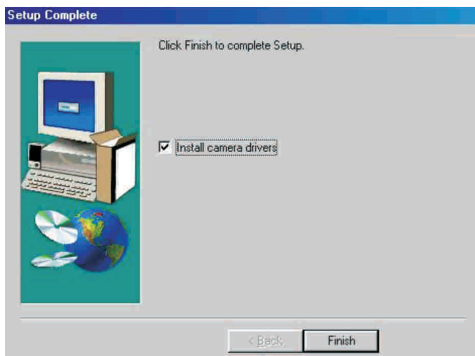 Setup Complete
Click Finish to complete Setup.
Install camera drivers
< Back
Finish